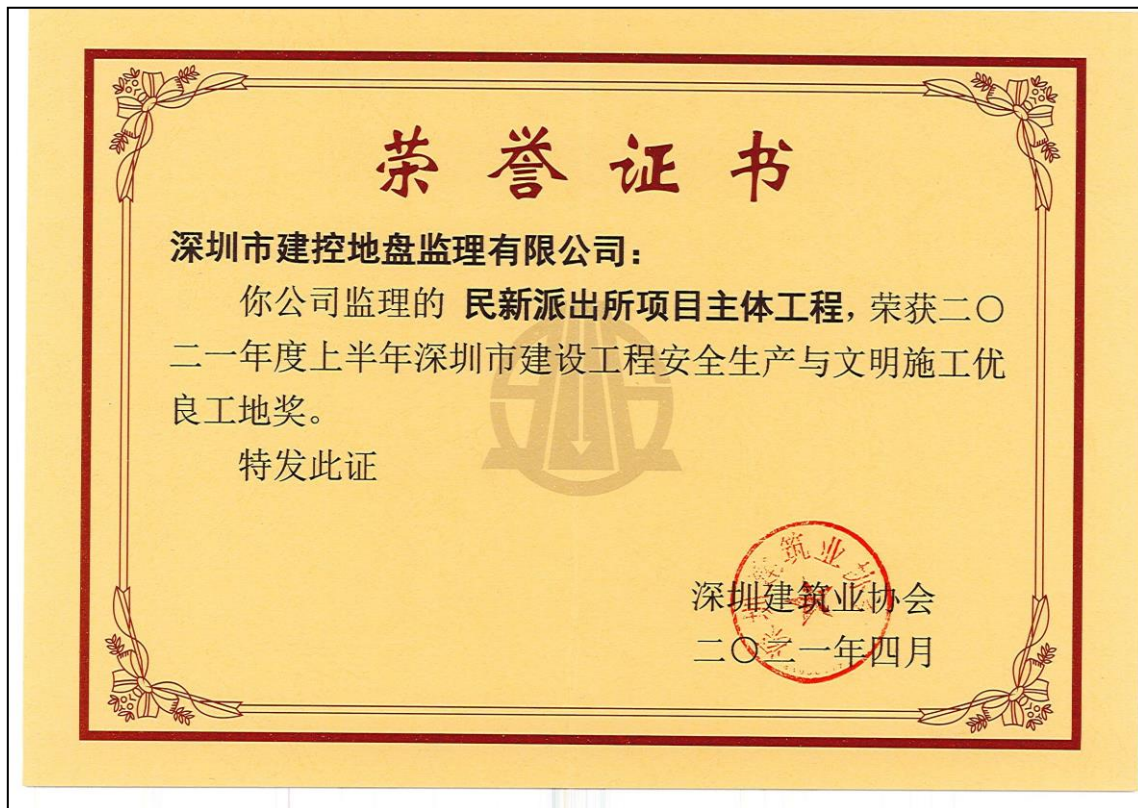 荣誉证书
深圳市建控地盘监理有限公司：
你公司监理的 民新派出所项目主体工程，荣获二〇
二一年度上半年深圳市建设工程安全生产与文明施工优
良工地奖。
特发此证
深圳建筑业协会
二〇二一年四月